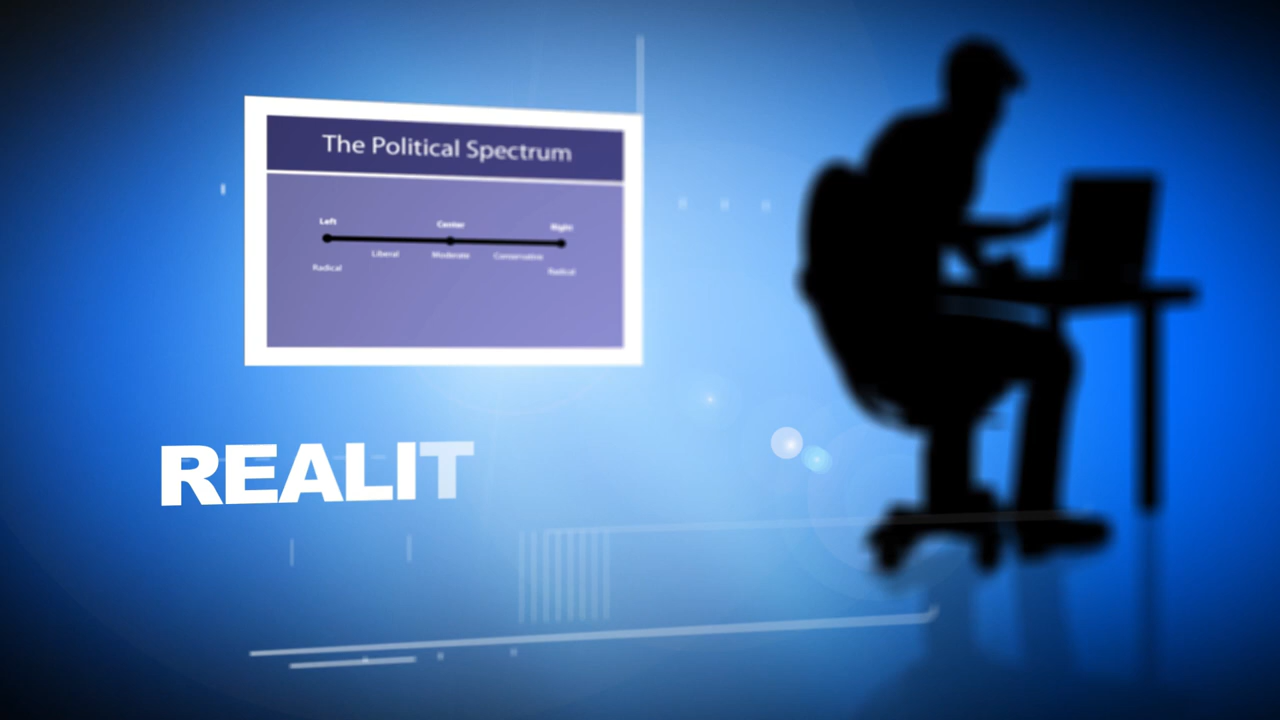 The Political Spectrum
Left Center Right
Liberal Moderate Conservative
Radical Radical
REALIT